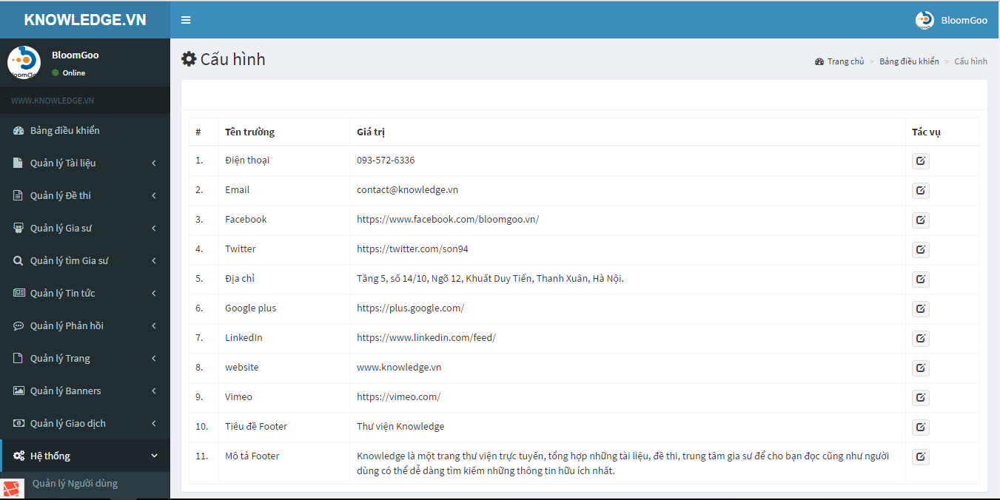 KNOWLEDGE.VN
BloomGoo
BloomGoo
Online
WWW.KNOWLEDGE.VN
Bảng điều khiển
Quản lý Tài liệu
Quản lý Đề thi
Quản lý Gia sư
Quản lý tìm Gia sư
Quản lý Tin tức
Quản lý Phản hồi
Quản lý Trang
Quản lý Banners
Quản lý Giao dịch
Hệ thống
Quản lý Người dùng
Cấu hình
Trang chủ > Bảng điều khiển > Cấu hình
# Tên trường Giá trị Tác vụ
1. Điện thoại 093-572-6336
2. Email contact@knowledge.vn
3. Facebook https://www.facebook.com/bloomgoo.vn/
4. Twitter https://twitter.com/son94
5. Địa chỉ Tầng 5, số 14/10, Ngõ 12, Khuất Duy Tiến, Thanh Xuân, Hà Nội.
6. Google plus https://plus.google.com/
7. LinkedIn https://www.linkedin.com/feed/
8. website www.knowledge.vn
9. Vimeo https://vimeo.com/
10. Tiêu đề Footer Thư viện Knowledge
11. Mô tả Footer Knowledge là một trang thư viện trực tuyến, tổng hợp những tài liệu, đề thi, trung tâm gia sư để cho bạn đọc cũng như người
dùng có thể dễ dàng tìm kiếm những thông tin hữu ích nhất.